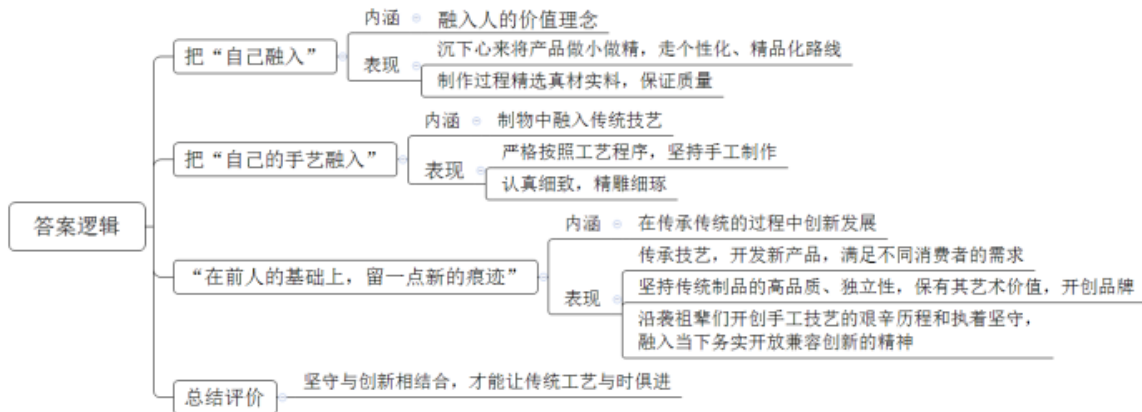 答案逻辑
把“自己融入”
内涵
融入人的价值理念
表现
沉下心来将产品做小做精，走个性化、精品化路线
制作过程精选真材实料，保证质量
把“自己的手艺融入”
内涵
制物中融入传统技艺
表现
严格按照工艺程序，坚持手工制作
认真细致，精雕细琢
“在前人的基础上，留一点新的痕迹”
内涵
在传承传统的过程中创新发展
表现
传承技艺，开发新产品，满足不同消费者的需求
坚持传统制品的高品质、独立性，保有其艺术价值，开创品牌
沿袭祖辈们开创手工技艺的艰辛历程和执着坚守，
融入当下务实开放兼容创新的精神
总结评价
坚守与创新相结合，才能让传统工艺与时俱进